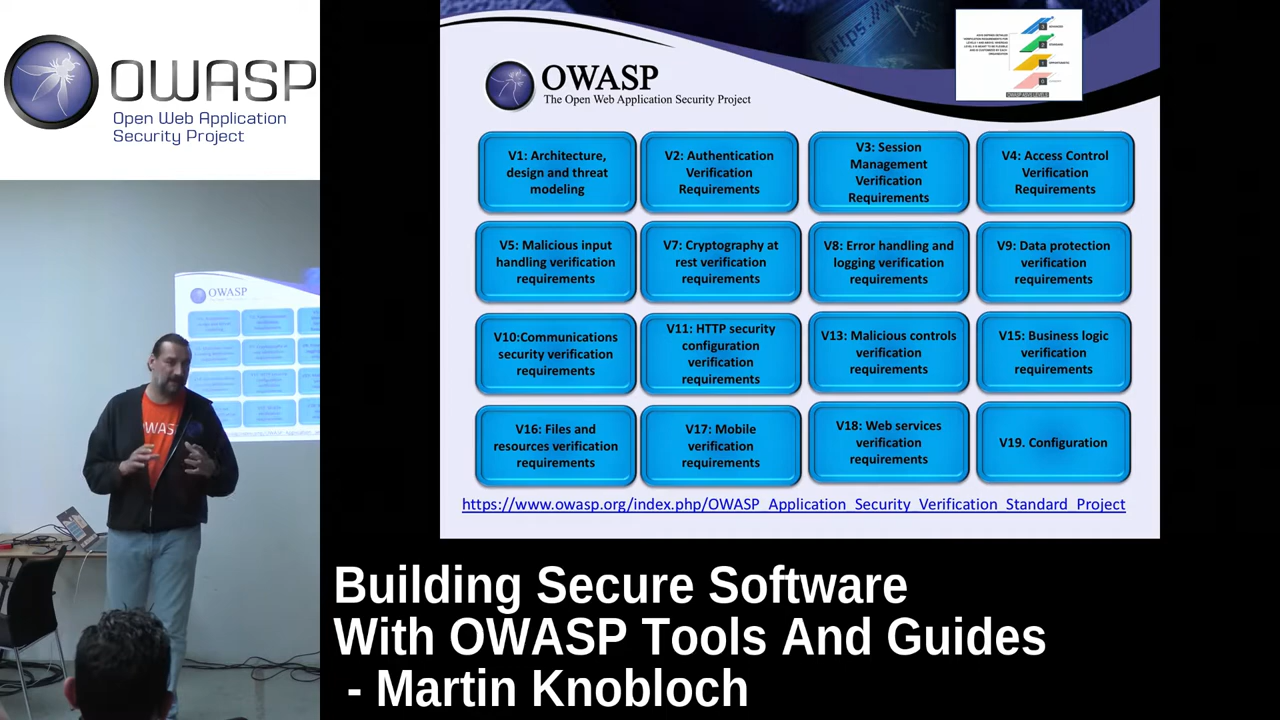 OWASP
Open Web Application
Security Project
OWASP
The Open Web Application Security Project
V1: Architecture,
design and threat
modeling
V2: Authentication
Verification
Requirements
V3: Session
Management
Verification
Requirements
V4: Access Control
Verification
Requirements
V5: Malicious input
handling verification
requirements
V7: Cryptography at
rest verification
requirements
V8: Error handling and
logging verification
requirements
V9: Data protection
verification
requirements
V10:Communications
security verification
requirements
V11: HTTP security
configuration
verification
requirements
V13: Malicious controls
verification
requirements
V15: Business logic
verification
requirements
V16: Files and
resources verification
requirements
V17: Mobile
verification
requirements
V18: Web services
verification
requirements
V19. Configuration
https://www.owasp.org/index.php/OWASP_Application_Security_Verification_Standard_Project
OWASP
Building Secure Software
With OWASP Tools And Guides
- Martin Knobloch